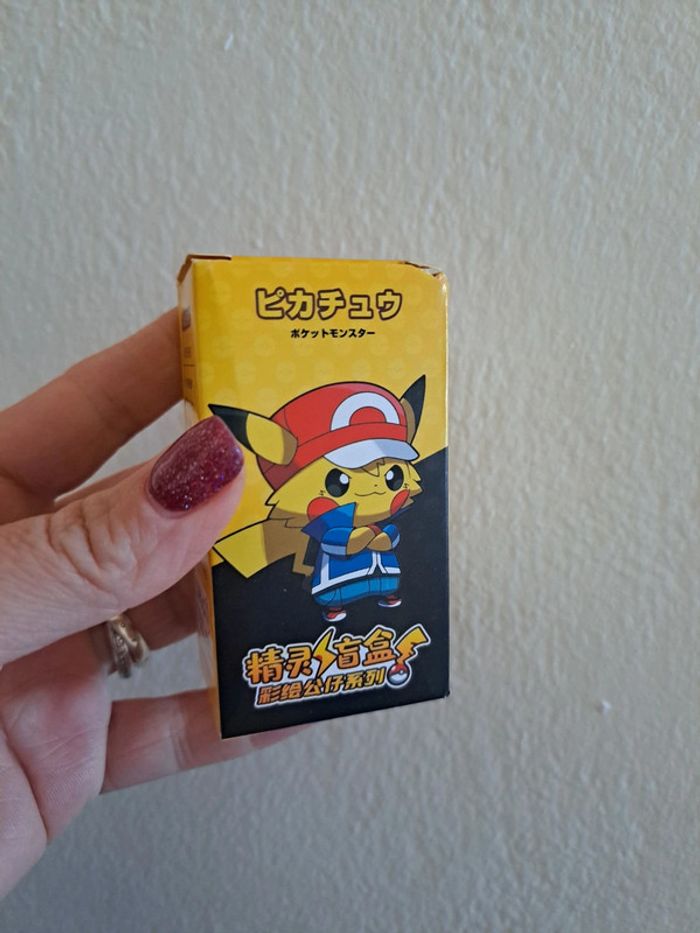 ピカチュウ
ポケットモンスター
精灵盲盒
彩绘公仔系列